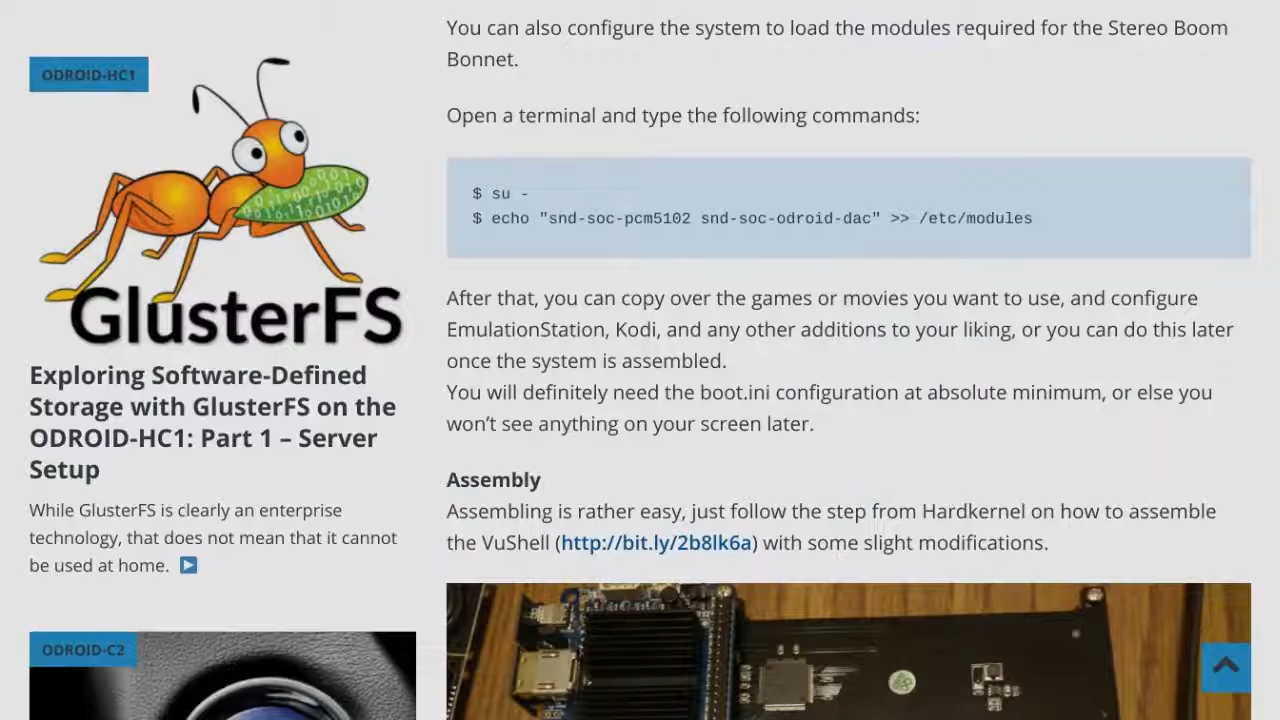 ODROID-HC1
GlusterFS
Exploring Software-Defined
Storage with GlusterFS on the
ODROID-HC1: Part 1 – Server
Setup
While GlusterFS is clearly an enterprise
technology, that does not mean that it cannot
be used at home.
ODROID-C2
You can also configure the system to load the modules required for the Stereo Boom
Bonnet.
Open a terminal and type the following commands:
$ su -
$ echo "snd-soc-pcm5102 snd-soc-odroid-dac" >> /etc/modules
After that, you can copy over the games or movies you want to use, and configure
EmulationStation, Kodi, and any other additions to your liking, or you can do this later
once the system is assembled.
You will definitely need the boot.ini configuration at absolute minimum, or else you
won’t see anything on your screen later.
Assembly
Assembling is rather easy, just follow the step from Hardkernel on how to assemble
the VuShell (http://bit.ly/2b8lk6a) with some slight modifications.